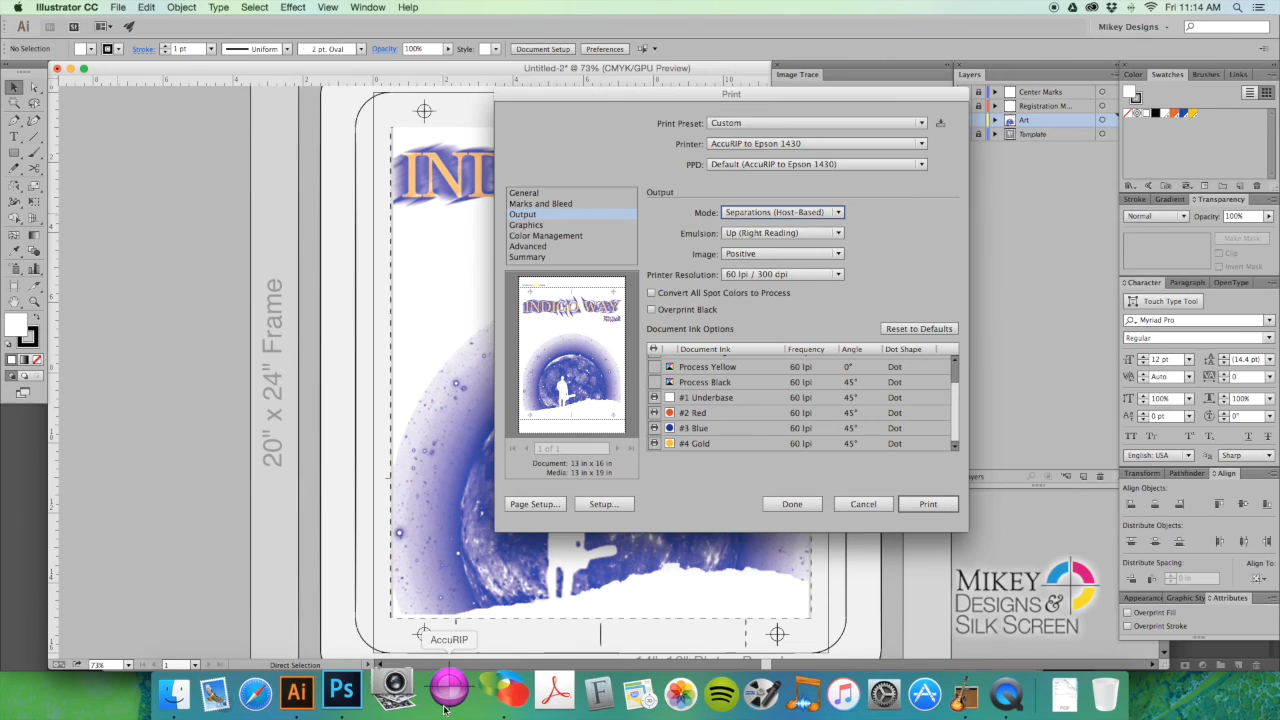 Illustrator CC File Edit Object Type Select Effect View Window Help
Fri 11:14 AM Mikey Designs
Ai Br St
Mikey Designs
No Selection Stroke: 1 pt Uniform 2 pt. Oval Opacity: 100% Style: Document Setup Preferences
Untitled-2* @ 73% (CMYK/GPU Preview)
Image Trace
Layers
Color Swatches Brushes Links
Center Marks
Registration M...
Art
Template
Print
Print Preset: Custom
Printer: AccuRIP to Epson 1430
PPD: Default (AccuRIP to Epson 1430)
General
Marks and Bleed
Output
Graphics
Color Management
Advanced
Summary
Output
Mode: Separations (Host-Based)
Emulsion: Up (Right Reading)
Image: Positive
Printer Resolution: 60 lpi / 300 dpi
Convert All Spot Colors to Process
Overprint Black
Document Ink Options Reset to Defaults
Document Ink Frequency Angle Dot Shape
Process Yellow 60 lpi 0° Dot
Process Black 60 lpi 45° Dot
#1 Underbase 60 lpi 45° Dot
#2 Red 60 lpi 45° Dot
#3 Blue 60 lpi 45° Dot
#4 Gold 60 lpi 45° Dot
INDIGO WAY
1 of 1
Document: 13 in x 16 in
Media: 13 in x 19 in
Page Setup... Setup... Done Cancel Print
20" x 24" Frame
IND
Stroke Gradient Transparency
Normal Opacity: 100%
Make Mask
Clip
Invert Mask
Character Paragraph OpenType
Touch Type Tool
Myriad Pro
Regular
12 pt (14.4 pt)
Auto 0
100% 100%
0 pt 0°
English: USA Sharp
Transform Pathfinder Align
Align Objects:
Distribute Objects:
Distribute Spacing: Align To:
0 in
Appearance Graphic Sty Attributes
Overprint Fill
Overprint Stroke
MIKEY
DESIGNS &
SILK SCREEN
AccuRIP
73% 1 Direct Selection
Ai Ps
PDF